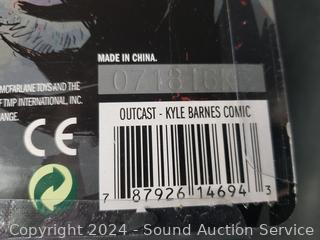 MADE IN CHINA.
MCFARLANE TOYS AND THE
OF TMP INTERNATIONAL, INC.
ANGE.
OUTCAST - KYLE BARNES COMIC
CE
7 87926 14694 3
Copyright 2024 - Sound Auction Service